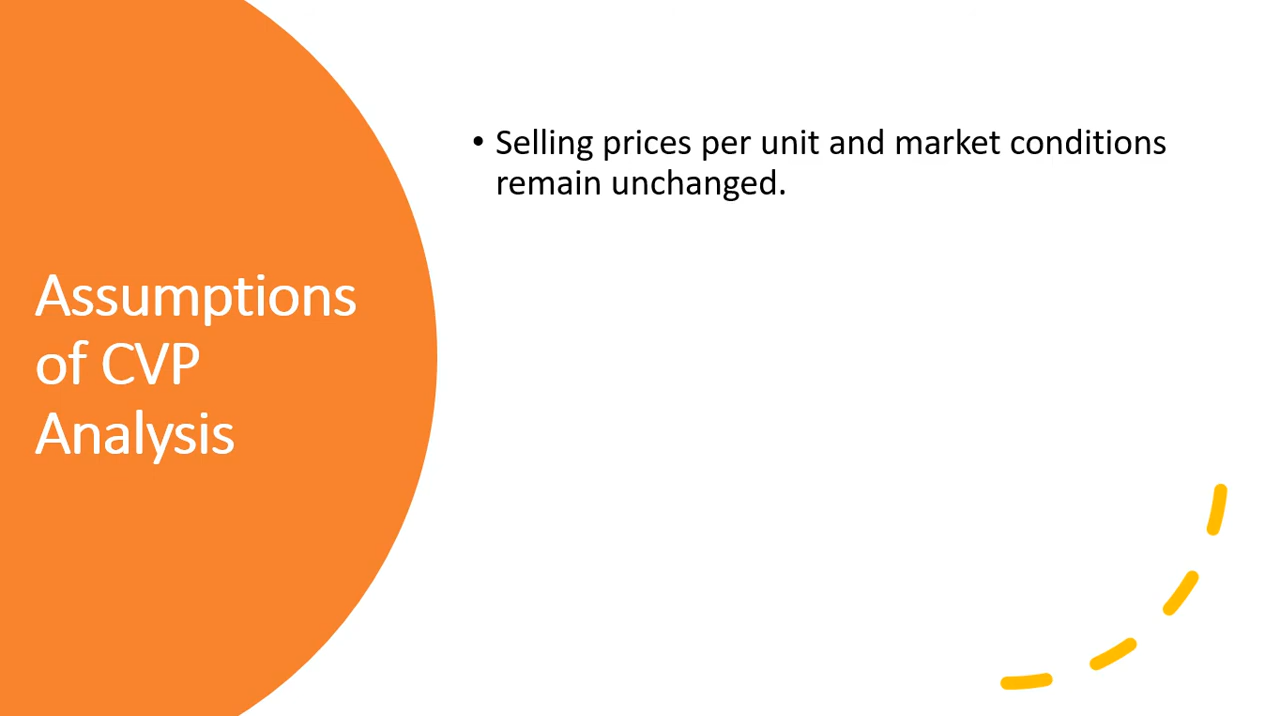 Assumptions
of CVP
Analysis
• Selling prices per unit and market conditions
remain unchanged.